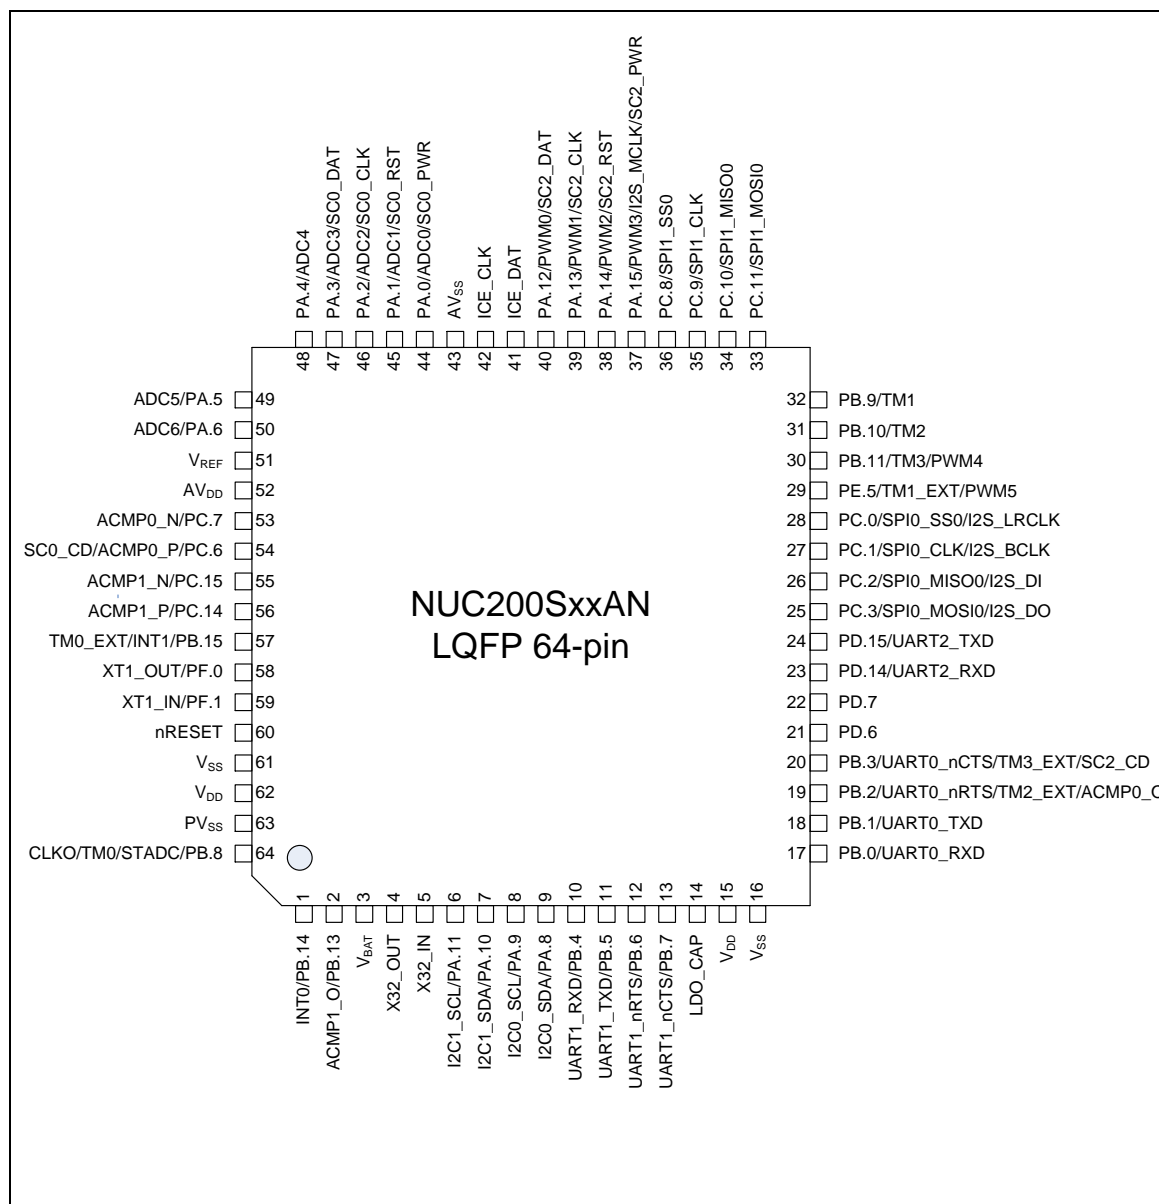 PA.4/ADC4
PA.3/ADC3/SC0_DAT
PA.2/ADC2/SC0_CLK
PA.1/ADC1/SC0_RST
PA.0/ADC0/SC0_PWR
AVSS
ICE_CLK
ICE_DAT
PA.12/PWM0/SC2_DAT
PA.13/PWM1/SC2_CLK
PA.14/PWM2/SC2_RST
PA.15/PWM3/I2S_MCLK/SC2_PWR
PC.8/SPI1_SS0
PC.9/SPI1_CLK
PC.10/SPI1_MISO0
PC.11/SPI1_MOSI0
48
47
46
45
44
43
42
41
40
39
38
37
36
35
34
33
ADC5/PA.5 49
ADC6/PA.6 50
VREF 51
AVDD 52
ACMP0_N/PC.7 53
SC0_CD/ACMP0_P/PC.6 54
ACMP1_N/PC.15 55
ACMP1_P/PC.14 56
TM0_EXT/INT1/PB.15 57
XT1_OUT/PF.0 58
XT1_IN/PF.1 59
nRESET 60
VSS 61
VDD 62
PVSS 63
CLKO/TM0/STADC/PB.8 64
NUC200SxxAN
LQFP 64-pin
32 PB.9/TM1
31 PB.10/TM2
30 PB.11/TM3/PWM4
29 PE.5/TM1_EXT/PWM5
28 PC.0/SPI0_SS0/I2S_LRCLK
27 PC.1/SPI0_CLK/I2S_BCLK
26 PC.2/SPI0_MISO0/I2S_DI
25 PC.3/SPI0_MOSI0/I2S_DO
24 PD.15/UART2_TXD
23 PD.14/UART2_RXD
22 PD.7
21 PD.6
20 PB.3/UART0_nCTS/TM3_EXT/SC2_CD
19 PB.2/UART0_nRTS/TM2_EXT/ACMP0_O
18 PB.1/UART0_TXD
17 PB.0/UART0_RXD
1
2
3
4
5
6
7
8
9
10
11
12
13
14
15
16
INT0/PB.14
ACMP1_O/PB.13
VBAT
X32_OUT
X32_IN
I2C1_SCL/PA.11
I2C1_SDA/PA.10
I2C0_SCL/PA.9
I2C0_SDA/PA.8
UART1_RXD/PB.4
UART1_TXD/PB.5
UART1_nRTS/PB.6
UART1_nCTS/PB.7
LDO_CAP
VDD
VSS